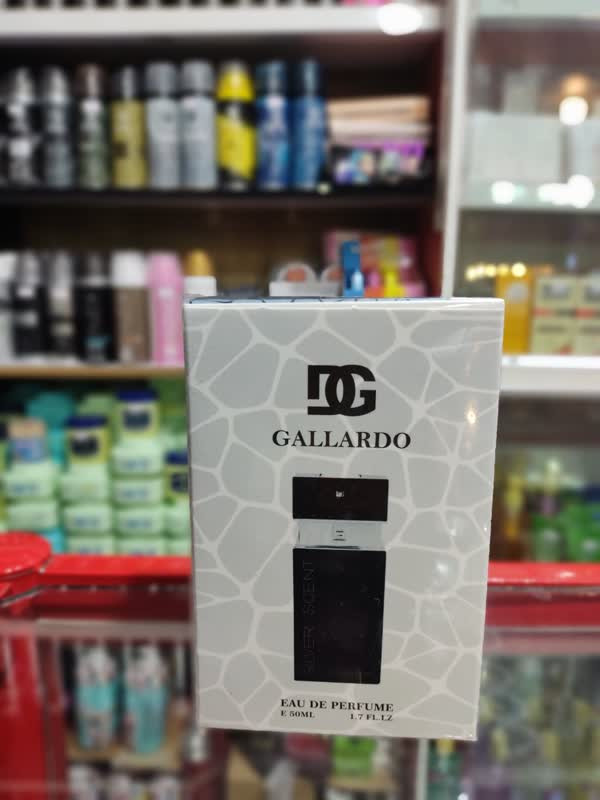 DG
GALLARDO
SILVER SCENT
EAU DE PERFUME
E 50ML 1.7 FL.LZ